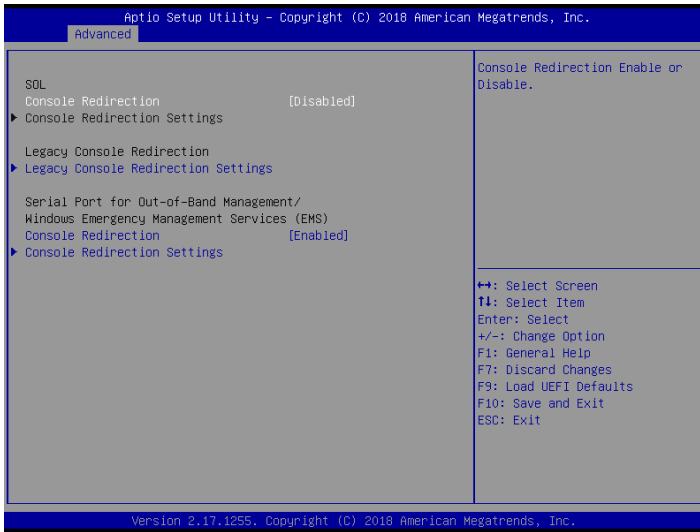 Aptio Setup Utility – Copyright (C) 2018 American Megatrends, Inc.
Advanced
SOL
Console Redirection [Disabled]
▶ Console Redirection Settings
Legacy Console Redirection
▶ Legacy Console Redirection Settings
Serial Port for Out-of-Band Management/
Windows Emergency Management Services (EMS)
Console Redirection [Enabled]
▶ Console Redirection Settings
Console Redirection Enable or
Disable.
↔: Select Screen
↑↓: Select Item
Enter: Select
+/-: Change Option
F1: General Help
F7: Discard Changes
F9: Load UEFI Defaults
F10: Save and Exit
ESC: Exit
Version 2.17.1255. Copyright (C) 2018 American Megatrends, Inc.